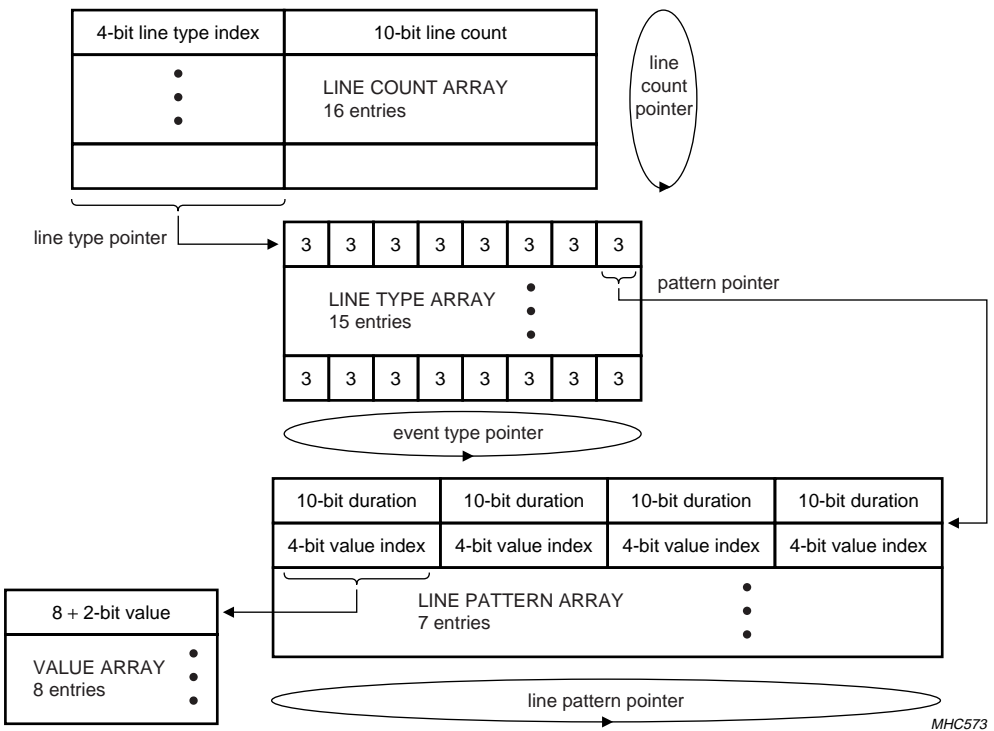 4-bit line type index 10-bit line count
LINE COUNT ARRAY
16 entries
line
count
pointer
line type pointer
3 3 3 3 3 3 3 3
pattern pointer
LINE TYPE ARRAY
15 entries
3 3 3 3 3 3 3 3
event type pointer
10-bit duration 10-bit duration 10-bit duration 10-bit duration
4-bit value index 4-bit value index 4-bit value index 4-bit value index
LINE PATTERN ARRAY
7 entries
8 + 2-bit value
VALUE ARRAY
8 entries
line pattern pointer
MHC573